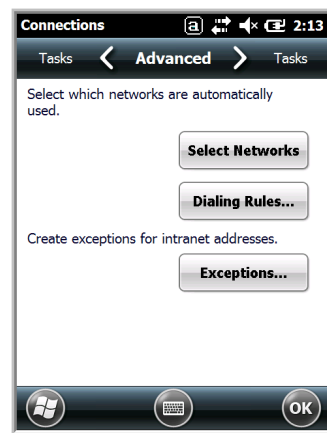 Connections a 2:13
Tasks Advanced Tasks
Select which networks are automatically
used.
Select Networks
Dialing Rules...
Create exceptions for intranet addresses.
Exceptions...
OK